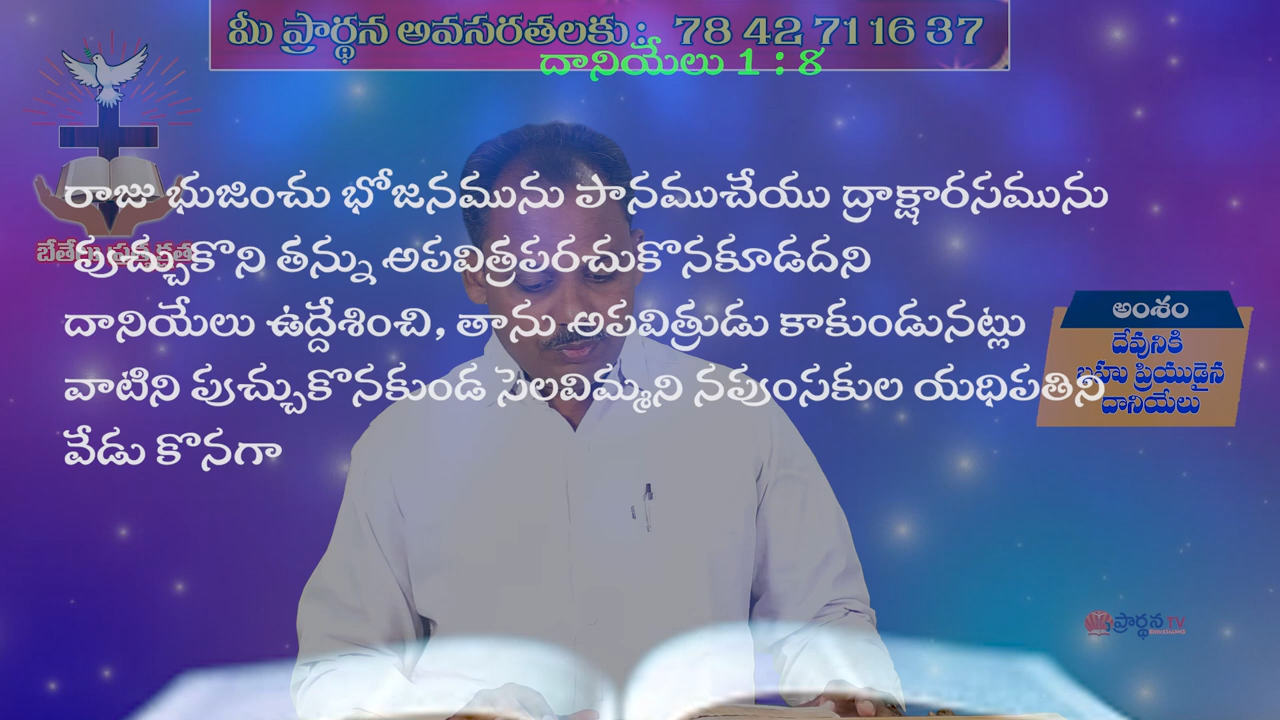 మీ ప్రార్థన అవసరతలకు : 78 42 71 16 37
దానియేలు 1 : 8
రాజు భుజించు భోజనమును పానముచేయు ద్రాక్షారసమును
పుచ్చుకొని తన్ను అపవిత్రపరచుకొనకూడదని
దానియేలు ఉద్దేశించి, తాను అపవిత్రుడు కాకుండునట్లు
వాటిని పుచ్చుకొనకుండ సెలవిమ్మని నపుంసకుల యధిపతిని
వేడు కొనగా
అంశం
దేవునికి
బహు ప్రియుడైన
దానియేలు
ప్రార్థన TV